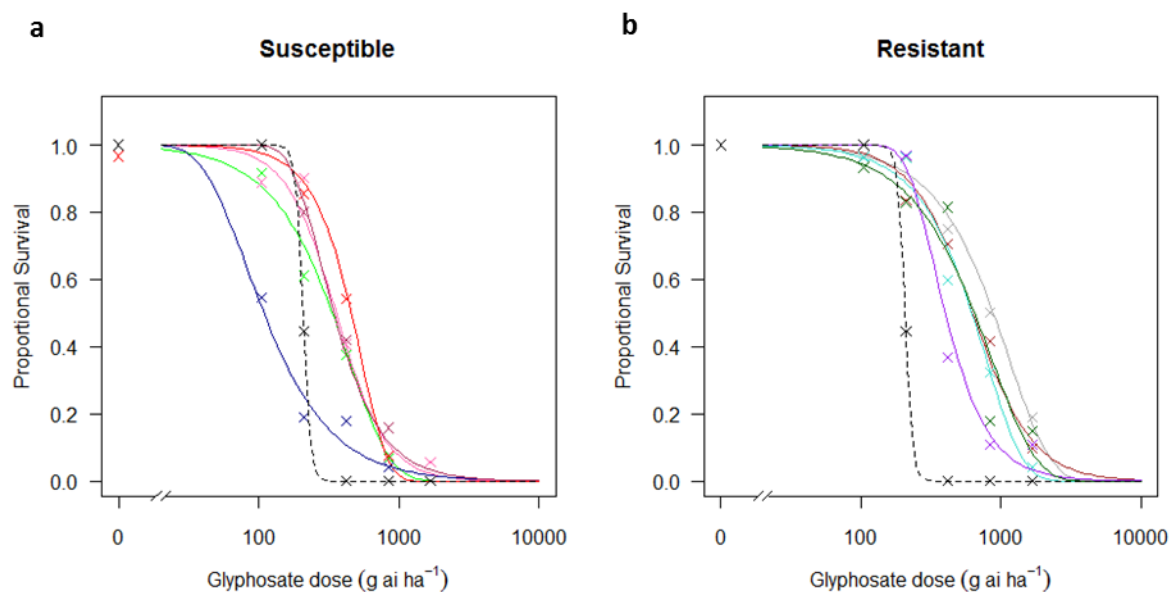 a
Susceptible
Proportional Survival
1.0
0.8
0.6
0.4
0.2
0.0
0
100
1000
10000
Glyphosate dose (g ai ha⁻¹)
b
Resistant
Proportional Survival
1.0
0.8
0.6
0.4
0.2
0.0
0
100
1000
10000
Glyphosate dose (g ai ha⁻¹)